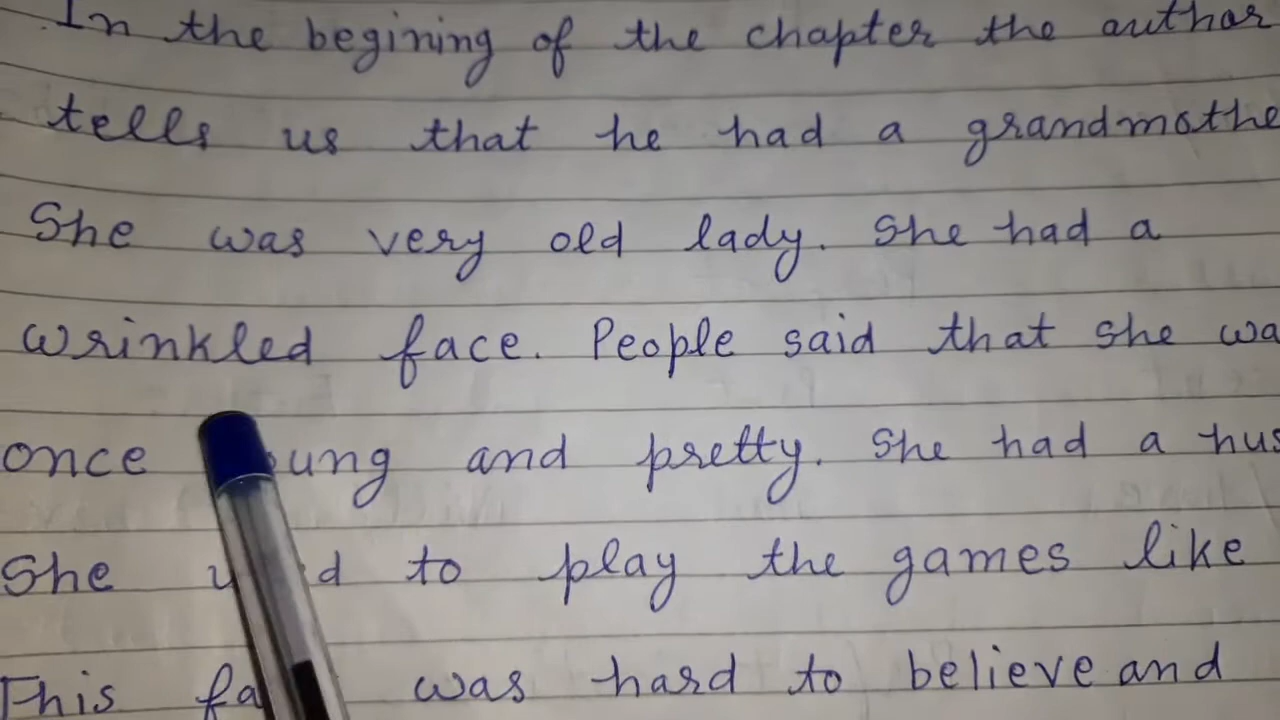 In the begining of the chapter the author
tells us that he had a grandmothe
She was very old lady. She had a
wrinkled face. People said that she wa
once ung and pretty. She had a hus
She d to play the games like
This fa was hard to believe and